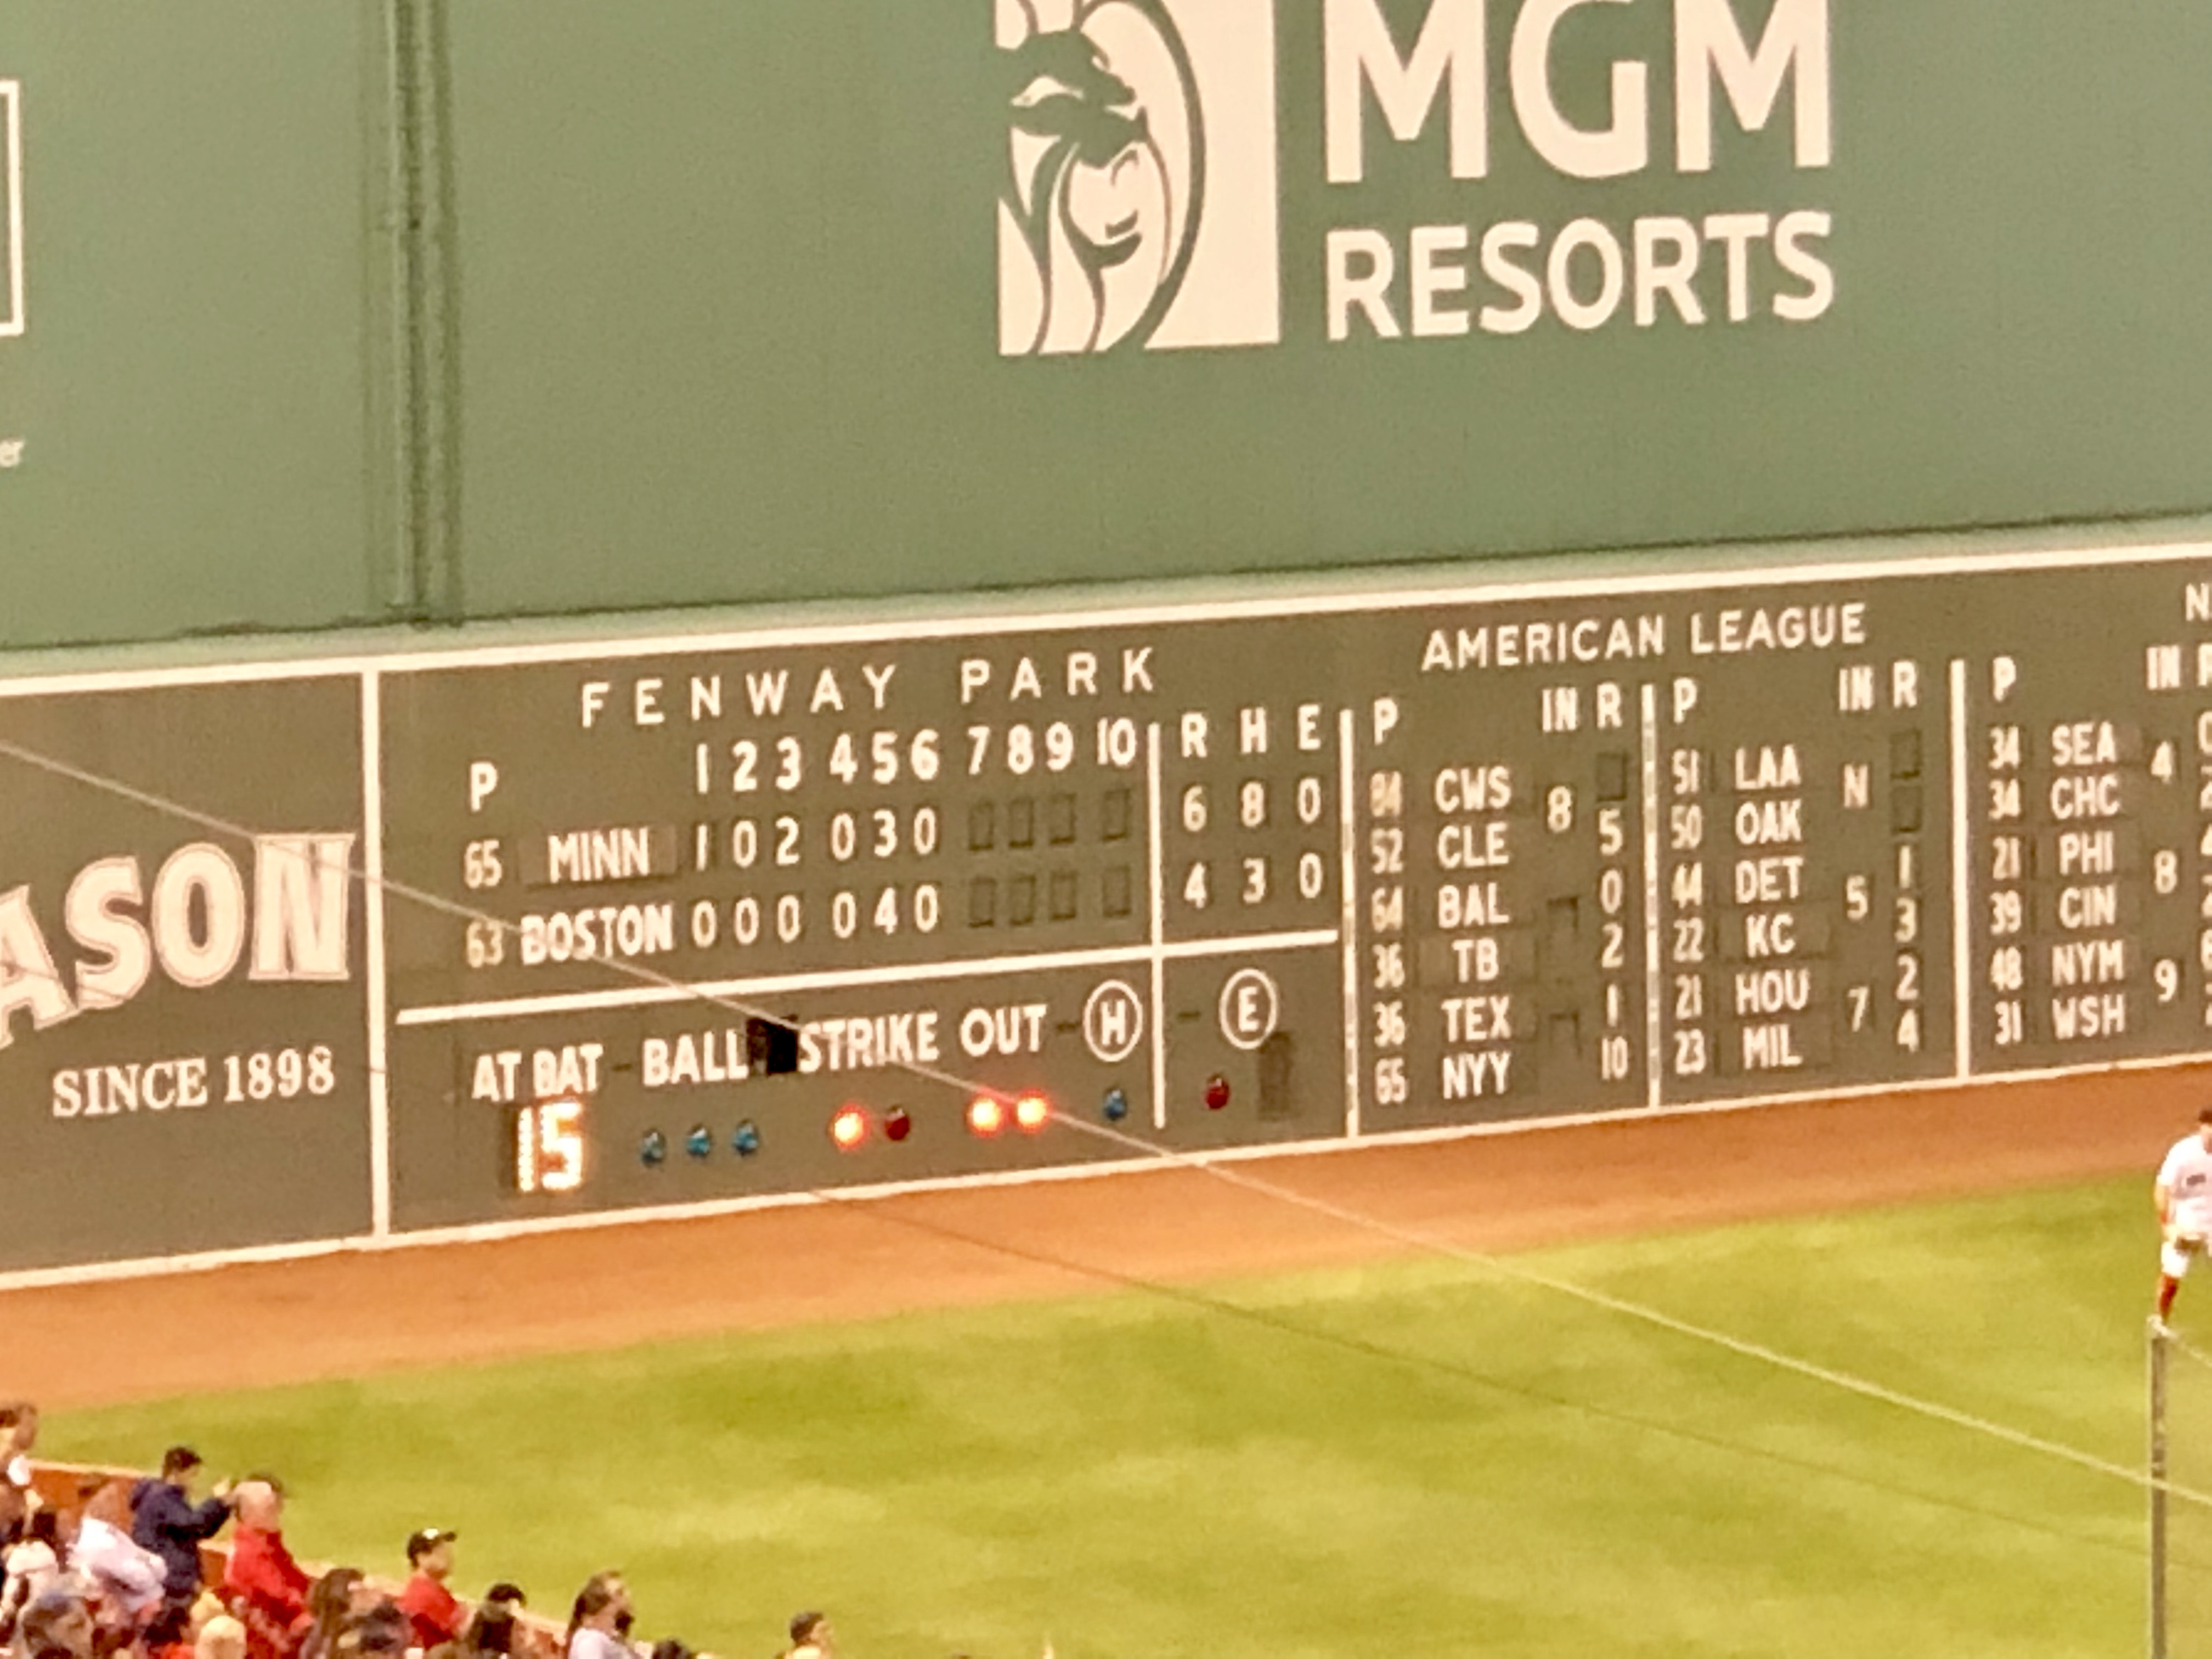 MGM
RESORTS
er
FENWAY PARK
P 1 2 3 4 5 6 7 8 9 10 R H E
65 MINN 1 0 2 0 3 0 6 8 0
63 BOSTON 0 0 0 0 4 0 4 3 0
AT BAT - BALL STRIKE OUT - H - E
15
ASON
SINCE 1898
AMERICAN LEAGUE
P IN R
84 CWS
52 CLE 8 5
64 BAL 0
36 TB 2
36 TEX 1
65 NYY 10
P IN R
51 LAA N
50 OAK
44 DET 5 1
22 KC 3
21 HOU 7 2
23 MIL 4
N
P IN
34 SEA 4
34 CHC
21 PHI 8
39 CIN
48 NYM 9
31 WSH